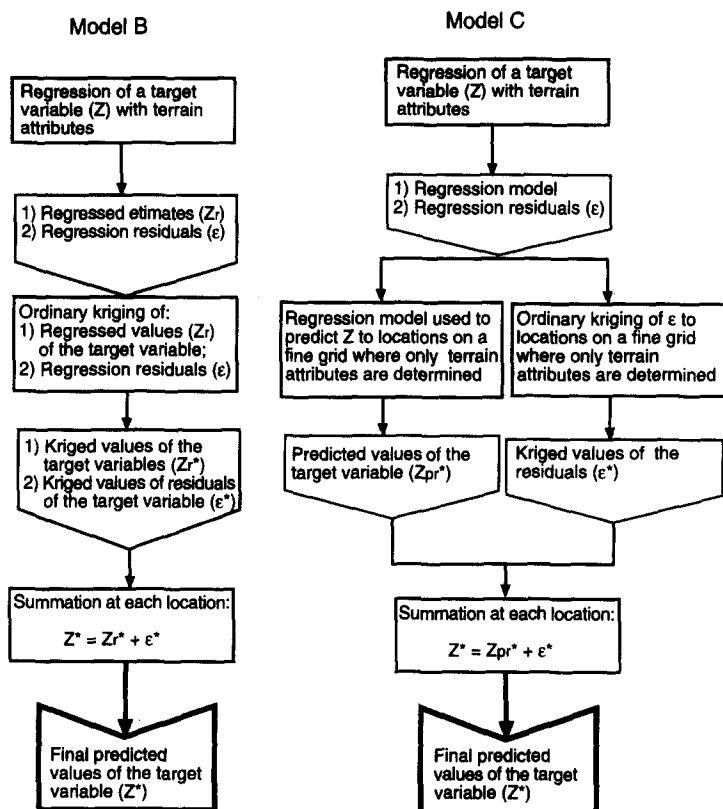 Model B
Regression of a target
variable (Z) with terrain
attributes
1) Regressed etimates (Zr)
2) Regression residuals (ε)
Ordinary kriging of:
1) Regressed values (Zr)
of the target variable;
2) Regression residuals (ε)
1) Kriged values of the
target variables (Zr*)
2) Kriged values of residuals
of the target variable (ε*)
Summation at each location:
Z* = Zr* + ε*
Final predicted
values of the target
variable (Z*)
Model C
Regression of a target
variable (Z) with terrain
attributes
1) Regression model
2) Regression residuals (ε)
Regression model used to
predict Z to locations on a
fine grid where only terrain
attributes are determined
Ordinary kriging of ε to
locations on a fine grid
where only terrain
attributes are determined
Predicted values of the
target variable (Zpr*)
Kriged values of the
residuals (ε*)
Summation at each location:
Z* = Zpr* + ε*
Final predicted
values of the target
variable (Z*)